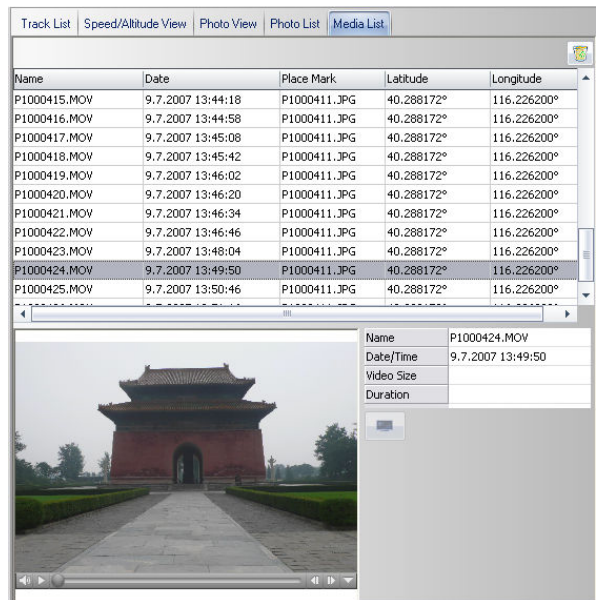 Track List Speed/Altitude View Photo View Photo List Media List
Name Date Place Mark Latitude Longitude
P1000415.MOV 9.7.2007 13:44:18 P1000411.JPG 40.288172° 116.226200°
P1000416.MOV 9.7.2007 13:44:58 P1000411.JPG 40.288172° 116.226200°
P1000417.MOV 9.7.2007 13:45:08 P1000411.JPG 40.288172° 116.226200°
P1000418.MOV 9.7.2007 13:45:42 P1000411.JPG 40.288172° 116.226200°
P1000419.MOV 9.7.2007 13:46:02 P1000411.JPG 40.288172° 116.226200°
P1000420.MOV 9.7.2007 13:46:20 P1000411.JPG 40.288172° 116.226200°
P1000421.MOV 9.7.2007 13:46:34 P1000411.JPG 40.288172° 116.226200°
P1000422.MOV 9.7.2007 13:46:46 P1000411.JPG 40.288172° 116.226200°
P1000423.MOV 9.7.2007 13:48:04 P1000411.JPG 40.288172° 116.226200°
P1000424.MOV 9.7.2007 13:49:50 P1000411.JPG 40.288172° 116.226200°
P1000425.MOV 9.7.2007 13:50:46 P1000411.JPG 40.288172° 116.226200°
Name P1000424.MOV
Date/Time 9.7.2007 13:49:50
Video Size
Duration